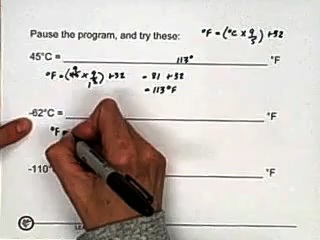 Pause the program, and try these: °F = (°C × 9/5) + 32
45°C = 113° °F
°F = (45 × 9/5) + 32 = 81 + 32
= 113°F
-62°C = °F
°F =
-110° °F